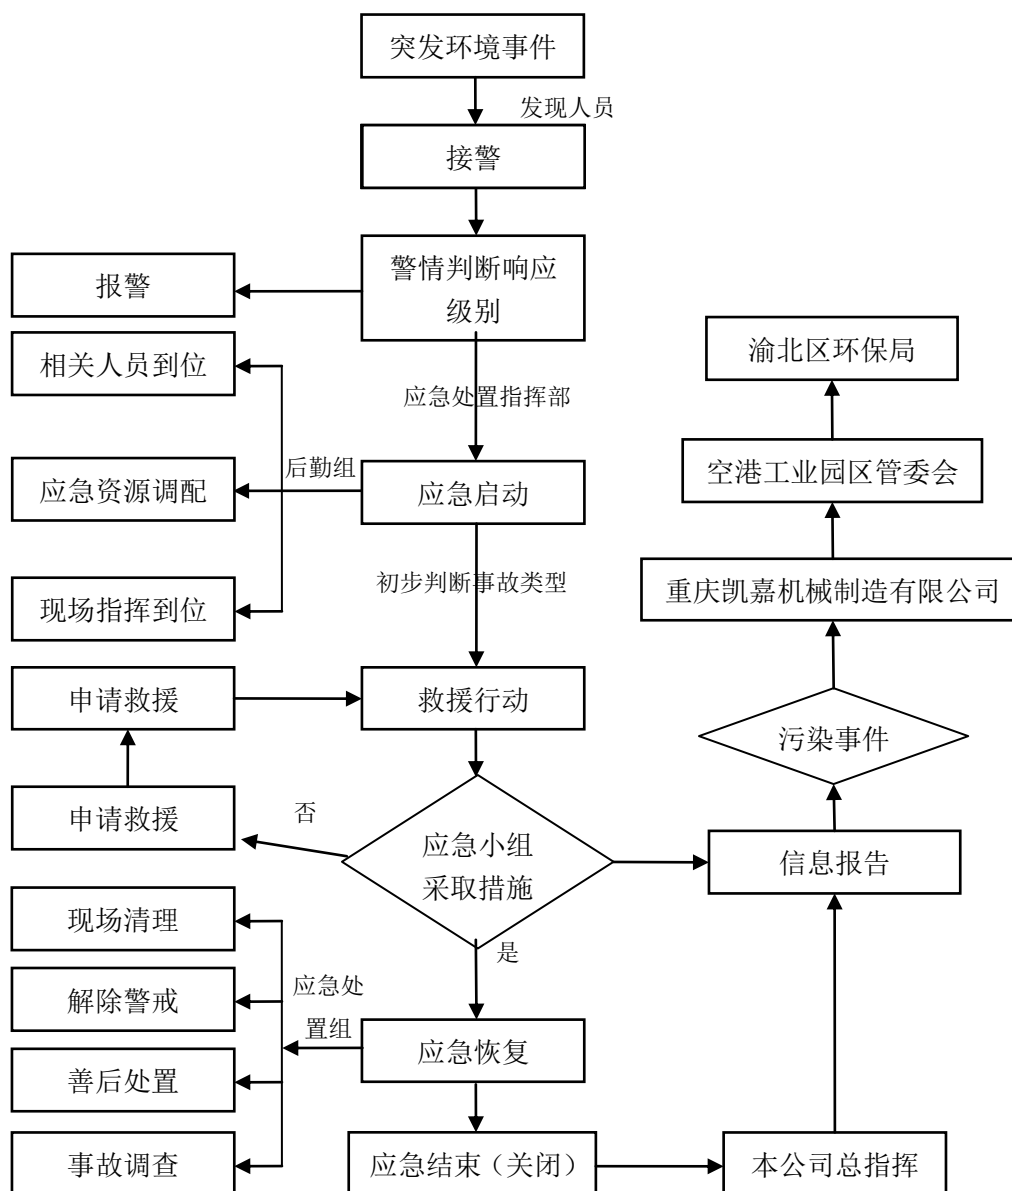 突发环境事件
发现人员
接警
警情判断响应
级别
报警
相关人员到位
渝北区环保局
应急处置指挥部
空港工业园区管委会
后勤组
应急资源调配
应急启动
初步判断事故类型
重庆凯嘉机械制造有限公司
现场指挥到位
申请救援
救援行动
污染事件
申请救援
否
应急小组
采取措施
信息报告
现场清理
是
解除警戒
应急处
置组
应急恢复
善后处置
事故调查
应急结束（关闭）
本公司总指挥